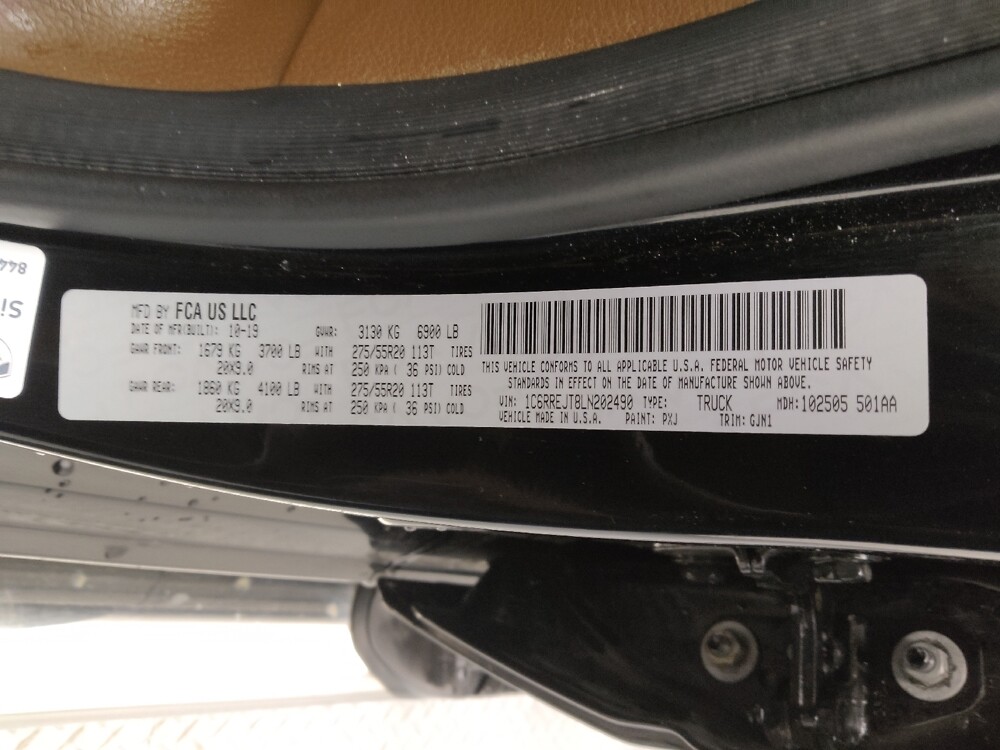 MFD BY FCA US LLC
DATE OF MFR(BUILT): 10-19 GVWR: 3130 KG 6900 LB
GAWR FRONT: 1679 KG 3700 LB WITH 275/55R20 113T TIRES
20X9.0 RIMS AT 250 KPA ( 36 PSI) COLD
GAWR REAR: 1860 KG 4100 LB WITH 275/55R20 113T TIRES
20X9.0 RIMS AT 250 KPA ( 36 PSI) COLD
THIS VEHICLE CONFORMS TO ALL APPLICABLE U.S.A. FEDERAL MOTOR VEHICLE SAFETY
STANDARDS IN EFFECT ON THE DATE OF MANUFACTURE SHOWN ABOVE.
VIN: 1C6RREJT8LN202490 TYPE: TRUCK MDH:102505 501AA
VEHICLE MADE IN U.S.A. PAINT: PXJ TRIM: GJN1
844
Si